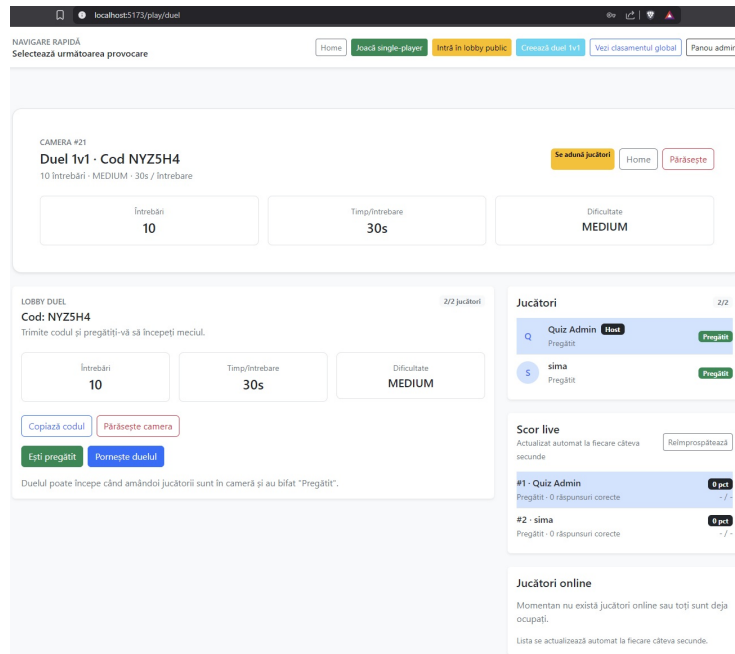 localhost:5173/play/duel
NAVIGARE RAPIDĂ
Selectează următoarea provocare
Home
Joacă single-player
Intră în lobby public
Creează duel 1v1
Vezi clasamentul global
Panou admin
CAMERA #21
Duel 1v1 · Cod NYZ5H4
10 întrebări · MEDIUM · 30s / întrebare
Se adună jucători
Home
Părăsește
Întrebări
10
Timp/întrebare
30s
Dificultate
MEDIUM
LOBBY DUEL
2/2 jucători
Cod: NYZ5H4
Trimite codul și pregătiți-vă să începeți meciul.
Întrebări
10
Timp/întrebare
30s
Dificultate
MEDIUM
Copiază codul
Părăsește camera
Ești pregătit
Pornește duelul
Duelul poate începe când amândoi jucătorii sunt în cameră și au bifat "Pregătit".
Jucători
2/2
Q
Quiz Admin Host
Pregătit
Pregătit
S
sima
Pregătit
Pregătit
Scor live
Actualizat automat la fiecare câteva
secunde
Reîmprospătează
#1 · Quiz Admin
0 pct
Pregătit · 0 răspunsuri corecte
- / -
#2 · sima
0 pct
Pregătit · 0 răspunsuri corecte
- / -
Jucători online
Momentan nu există jucători online sau toți sunt deja
ocupați.
Lista se actualizează automat la fiecare câteva secunde.